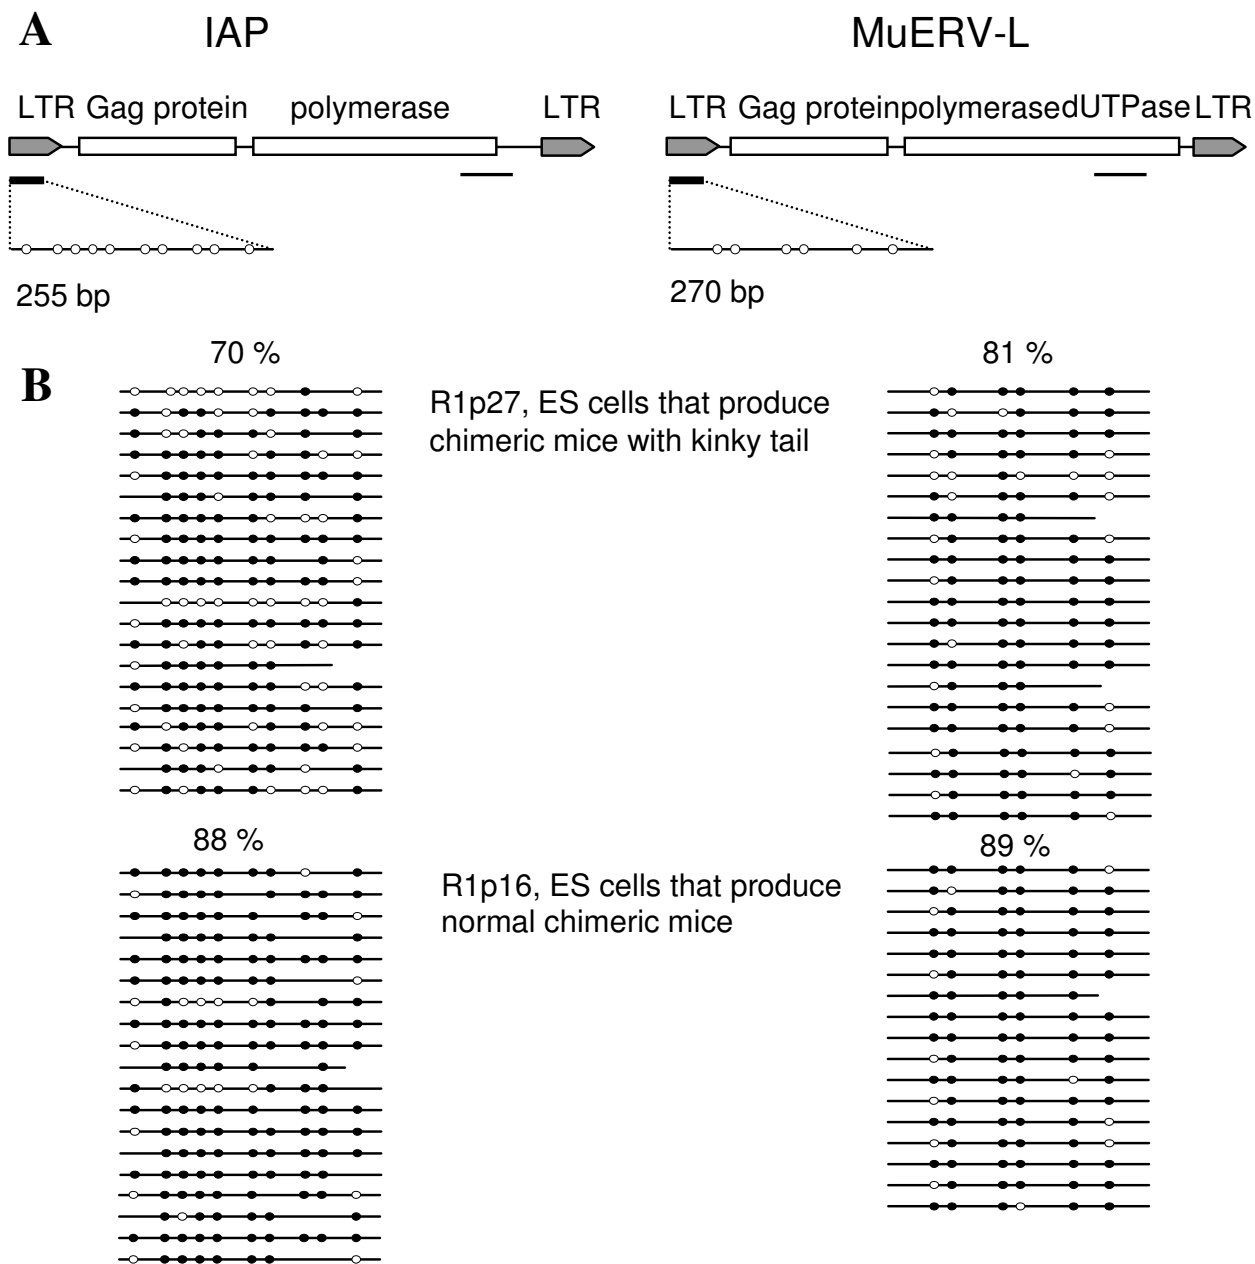 A
IAP
MuERV-L
LTR Gag protein polymerase LTR
LTR Gag proteinpolymerasedUTPaseLTR
255 bp
270 bp
B
70 %
81 %
R1p27, ES cells that produce
chimeric mice with kinky tail
88 %
89 %
R1p16, ES cells that produce
normal chimeric mice